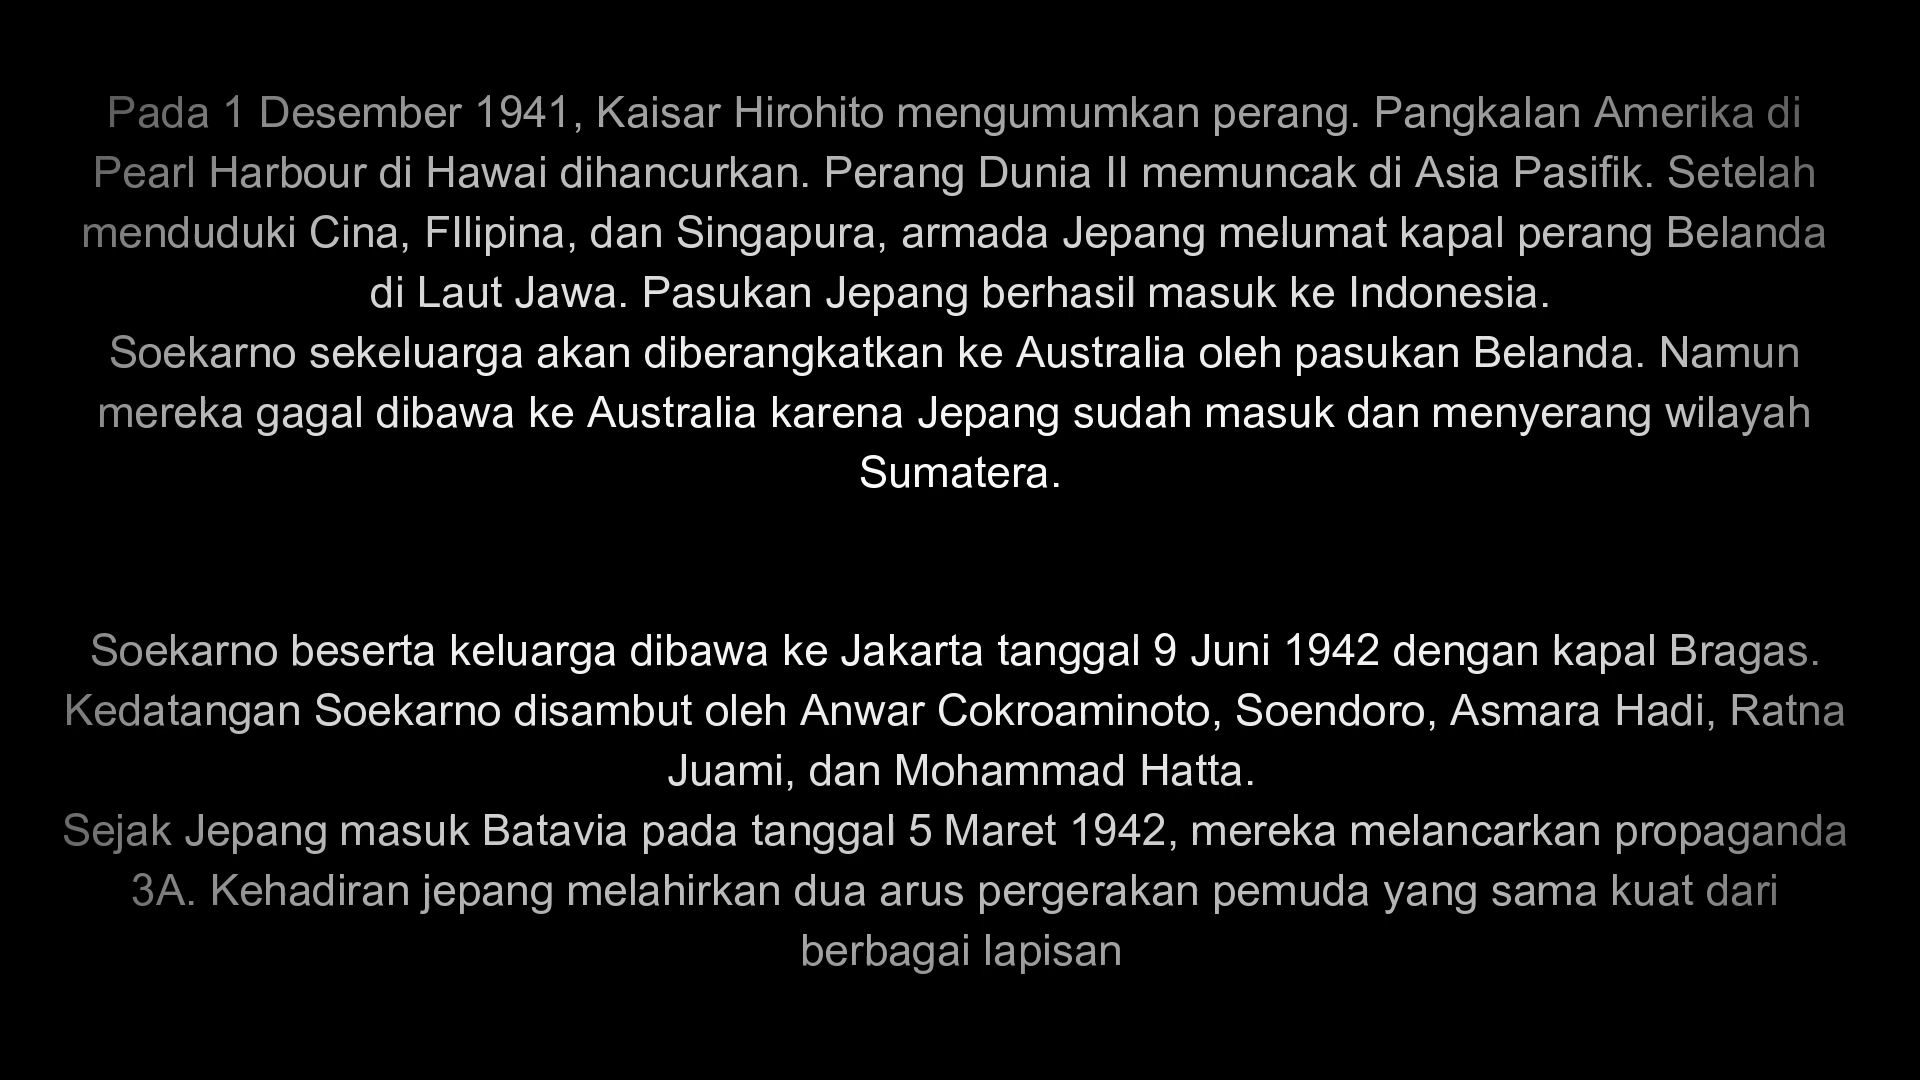 Pada 1 Desember 1941, Kaisar Hirohito mengumumkan perang. Pangkalan Amerika di
Pearl Harbour di Hawai dihancurkan. Perang Dunia II memuncak di Asia Pasifik. Setelah
menduduki Cina, FIlipina, dan Singapura, armada Jepang melumat kapal perang Belanda
di Laut Jawa. Pasukan Jepang berhasil masuk ke Indonesia.
Soekarno sekeluarga akan diberangkatkan ke Australia oleh pasukan Belanda. Namun
mereka gagal dibawa ke Australia karena Jepang sudah masuk dan menyerang wilayah
Sumatera.
Soekarno beserta keluarga dibawa ke Jakarta tanggal 9 Juni 1942 dengan kapal Bragas.
Kedatangan Soekarno disambut oleh Anwar Cokroaminoto, Soendoro, Asmara Hadi, Ratna
Juami, dan Mohammad Hatta.
Sejak Jepang masuk Batavia pada tanggal 5 Maret 1942, mereka melancarkan propaganda
3A. Kehadiran jepang melahirkan dua arus pergerakan pemuda yang sama kuat dari
berbagai lapisan